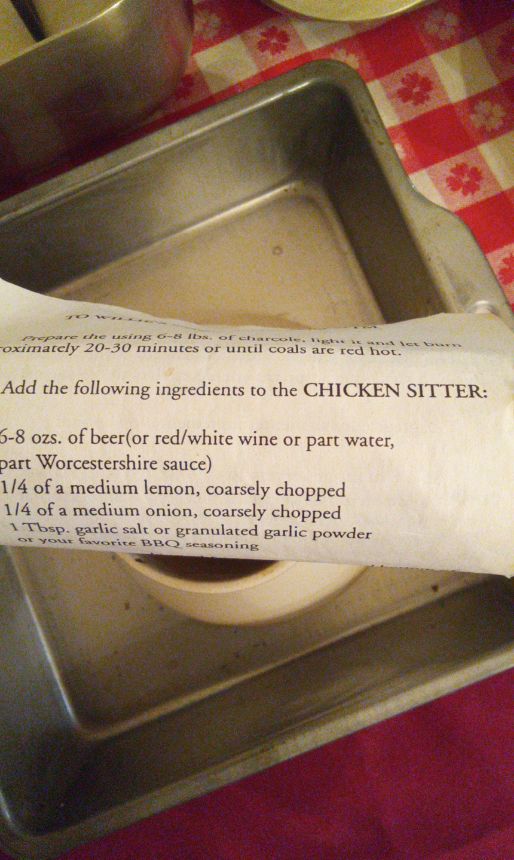 TO WILLIE
Prepare the using 6-8 lbs. of charcole, light it and let burn
roximately 20-30 minutes or until coals are red hot.
Add the following ingredients to the CHICKEN SITTER:
6-8 ozs. of beer(or red/white wine or part water,
part Worcestershire sauce)
1/4 of a medium lemon, coarsely chopped
1/4 of a medium onion, coarsely chopped
1 Tbsp. garlic salt or granulated garlic powder
or your favorite BBQ seasoning